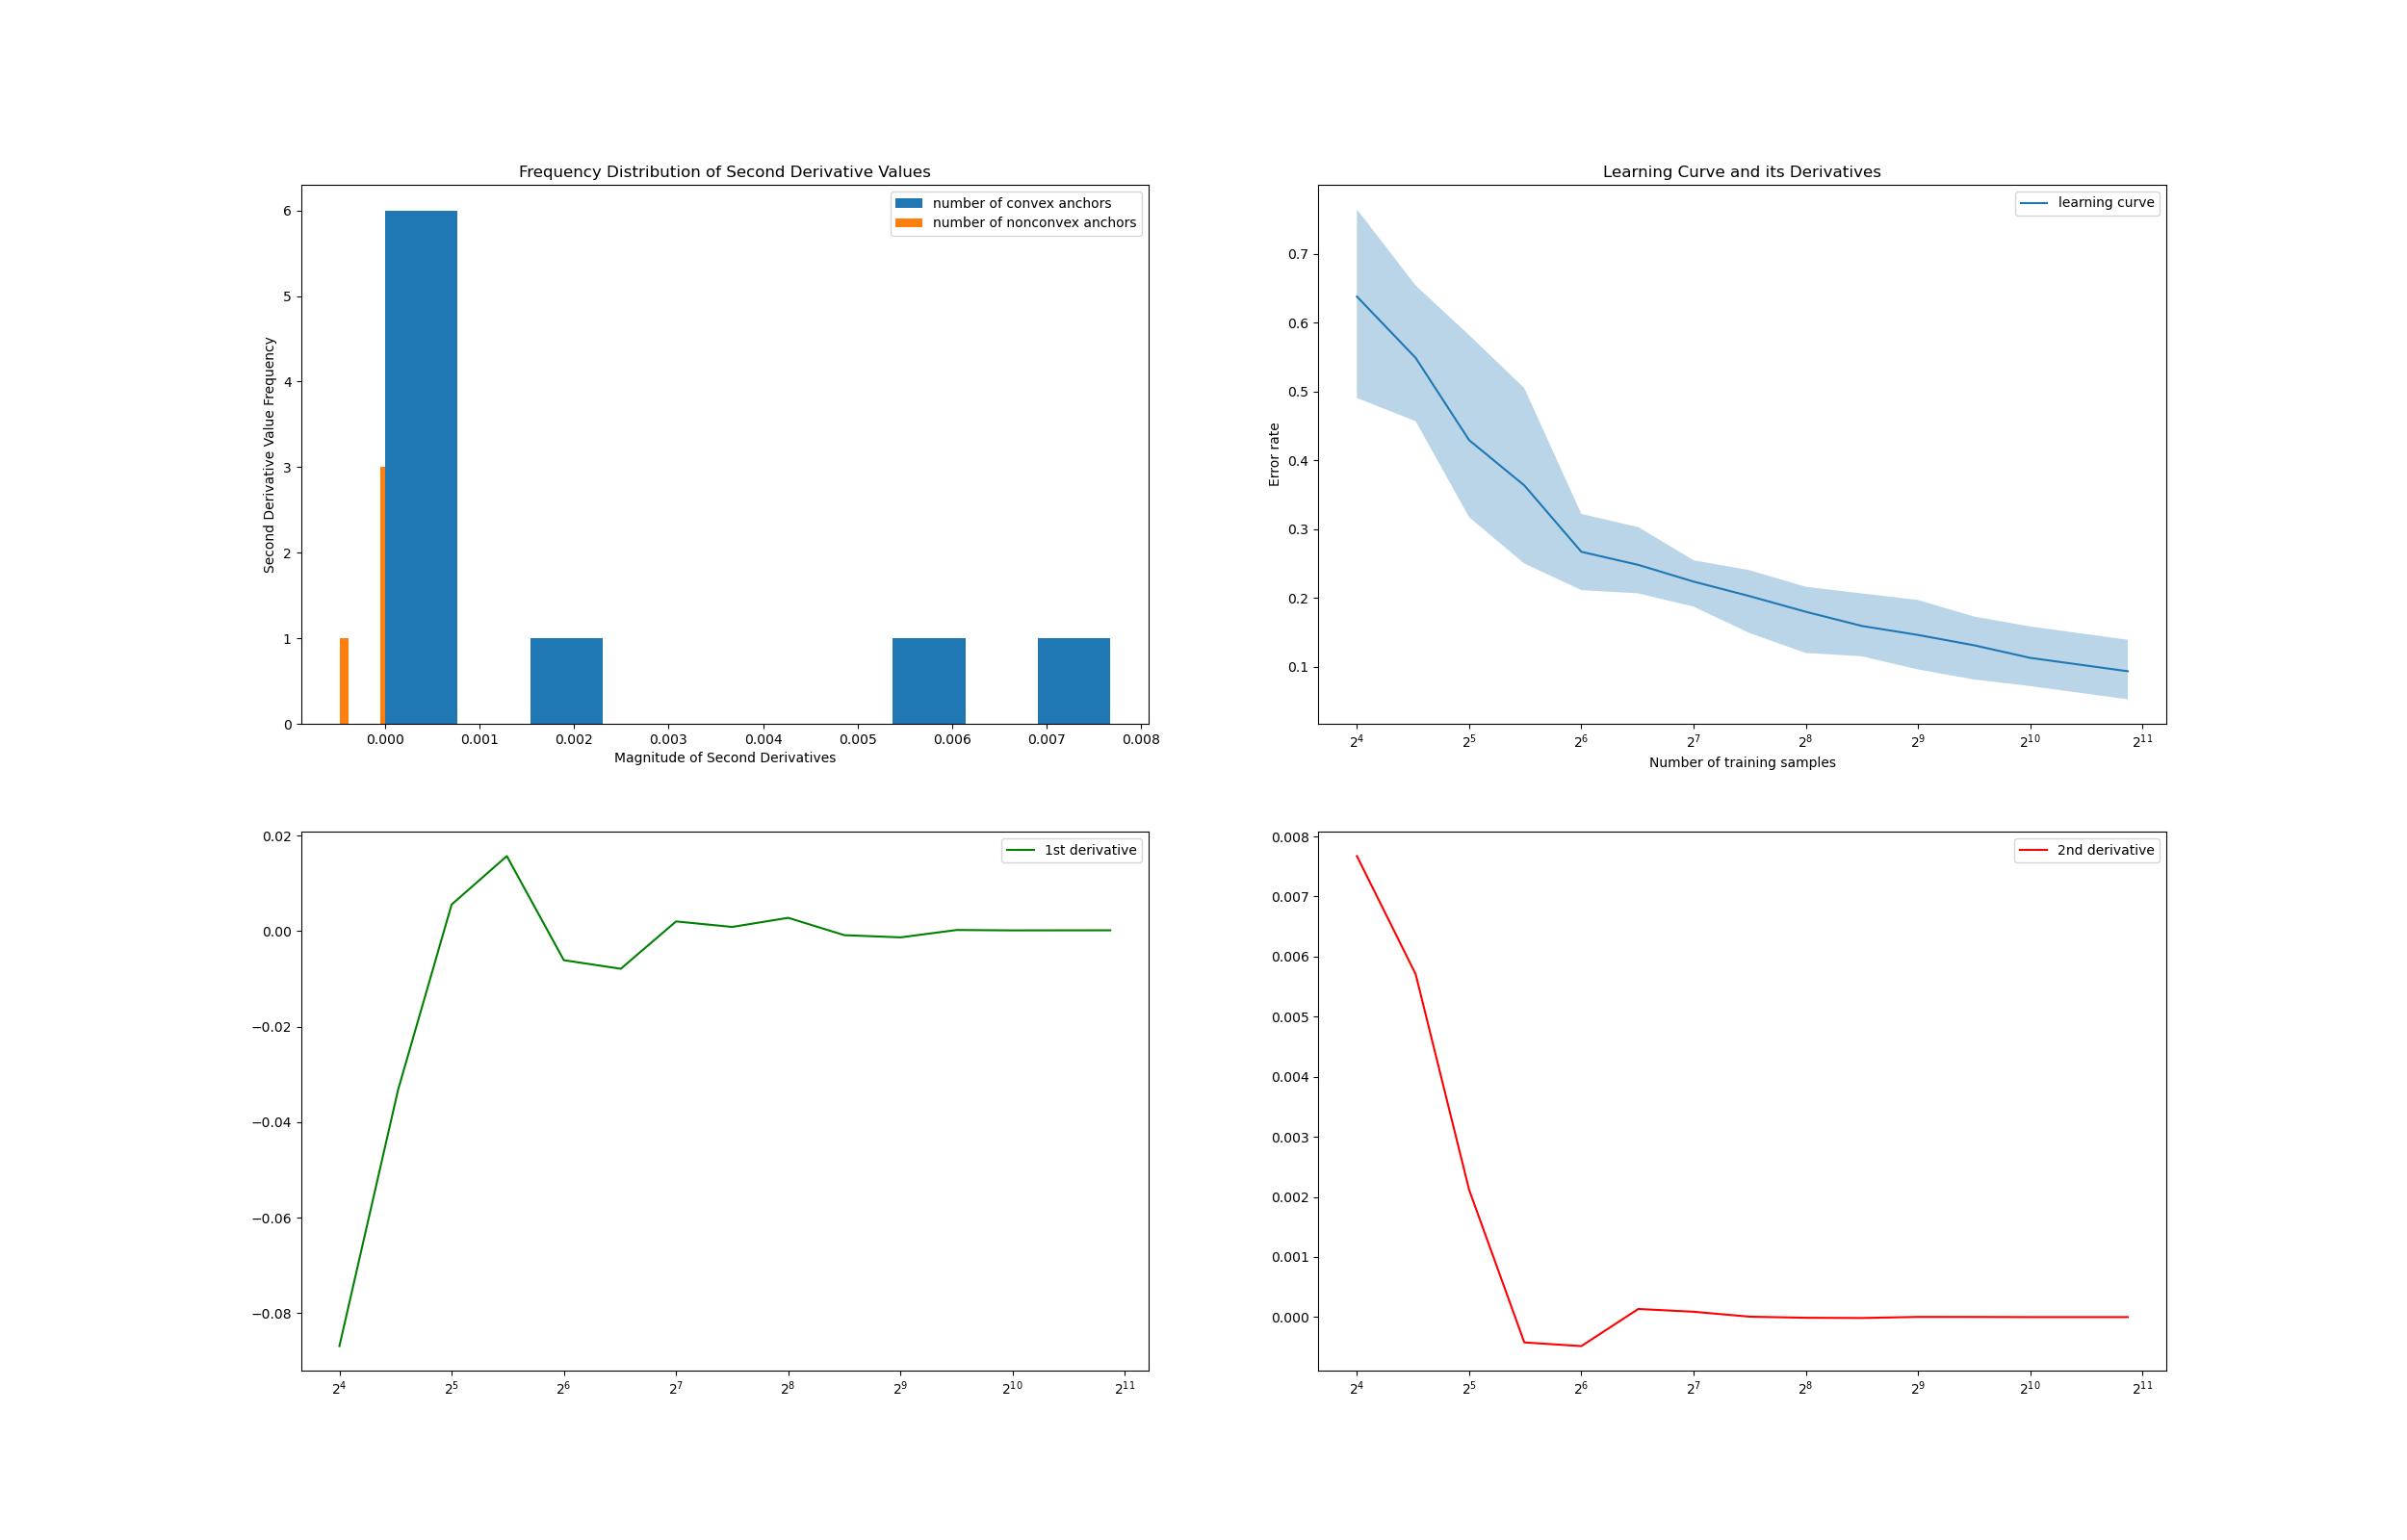 Frequency Distribution of Second Derivative Values
number of convex anchors
number of nonconvex anchors
Second Derivative Value Frequency
6
5
4
3
2
1
0
0.000 0.001 0.002 0.003 0.004 0.005 0.006 0.007 0.008
Magnitude of Second Derivatives
Learning Curve and its Derivatives
learning curve
Error rate
0.7
0.6
0.5
0.4
0.3
0.2
0.1
2⁴ 2⁵ 2⁶ 2⁷ 2⁸ 2⁹ 2¹⁰ 2¹¹
Number of training samples
1st derivative
0.02
0.00
−0.02
−0.04
−0.06
−0.08
2⁴ 2⁵ 2⁶ 2⁷ 2⁸ 2⁹ 2¹⁰ 2¹¹
2nd derivative
0.008
0.007
0.006
0.005
0.004
0.003
0.002
0.001
0.000
2⁴ 2⁵ 2⁶ 2⁷ 2⁸ 2⁹ 2¹⁰ 2¹¹